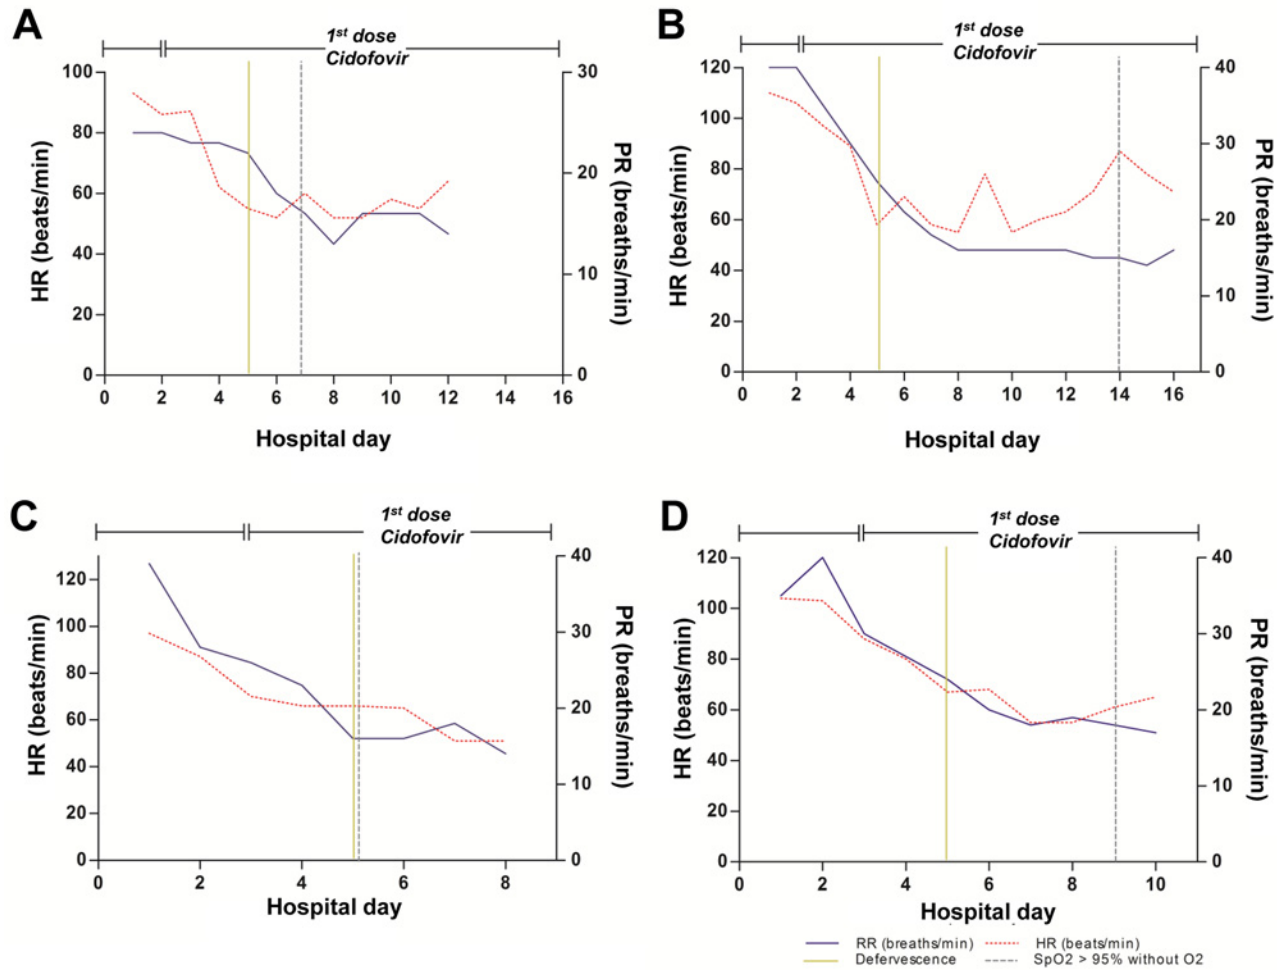 A
1st dose
Cidofovir
100
80
60
40
20
0
HR (beats/min)
30
20
10
0
PR (breaths/min)
0 2 4 6 8 10 12 14 16
Hospital day
B
1st dose
Cidofovir
120
100
80
60
40
20
0
HR (beats/min)
40
30
20
10
0
PR (breaths/min)
0 2 4 6 8 10 12 14 16
Hospital day
C
1st dose
Cidofovir
120
100
80
60
40
20
0
HR (beats/min)
40
30
20
10
0
PR (breaths/min)
0 2 4 6 8
Hospital day
D
1st dose
Cidofovir
120
100
80
60
40
20
0
HR (beats/min)
40
30
20
10
0
PR (breaths/min)
0 2 4 6 8 10
Hospital day
RR (breaths/min) HR (beats/min)
Defervescence SpO2 > 95% without O2